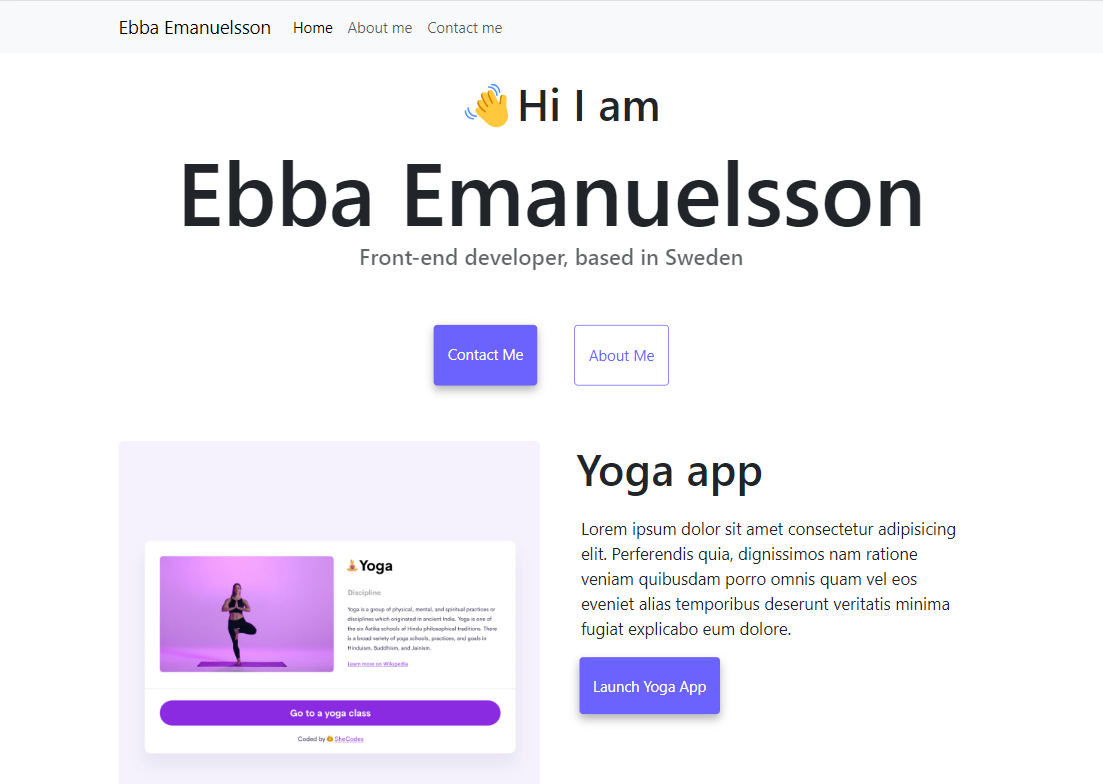 Ebba Emanuelsson Home About me Contact me
Hi I am
Ebba Emanuelsson
Front-end developer, based in Sweden
Contact Me
About Me
Yoga
Discipline
Yoga is a group of physical, mental, and spiritual practices or
disciplines which originated in ancient India. Yoga is one of
the six Āstika schools of Hindu philosophical traditions. There
is a broad variety of yoga schools, practices, and goals in
Hinduism, Buddhism, and Jainism.
Learn more on Wikipedia
Go to a yoga class
Coded by SheCodes
Yoga app
Lorem ipsum dolor sit amet consectetur adipisicing
elit. Perferendis quia, dignissimos nam ratione
veniam quibusdam porro omnis quam vel eos
eveniet alias temporibus deserunt veritatis minima
fugiat explicabo eum dolore.
Launch Yoga App